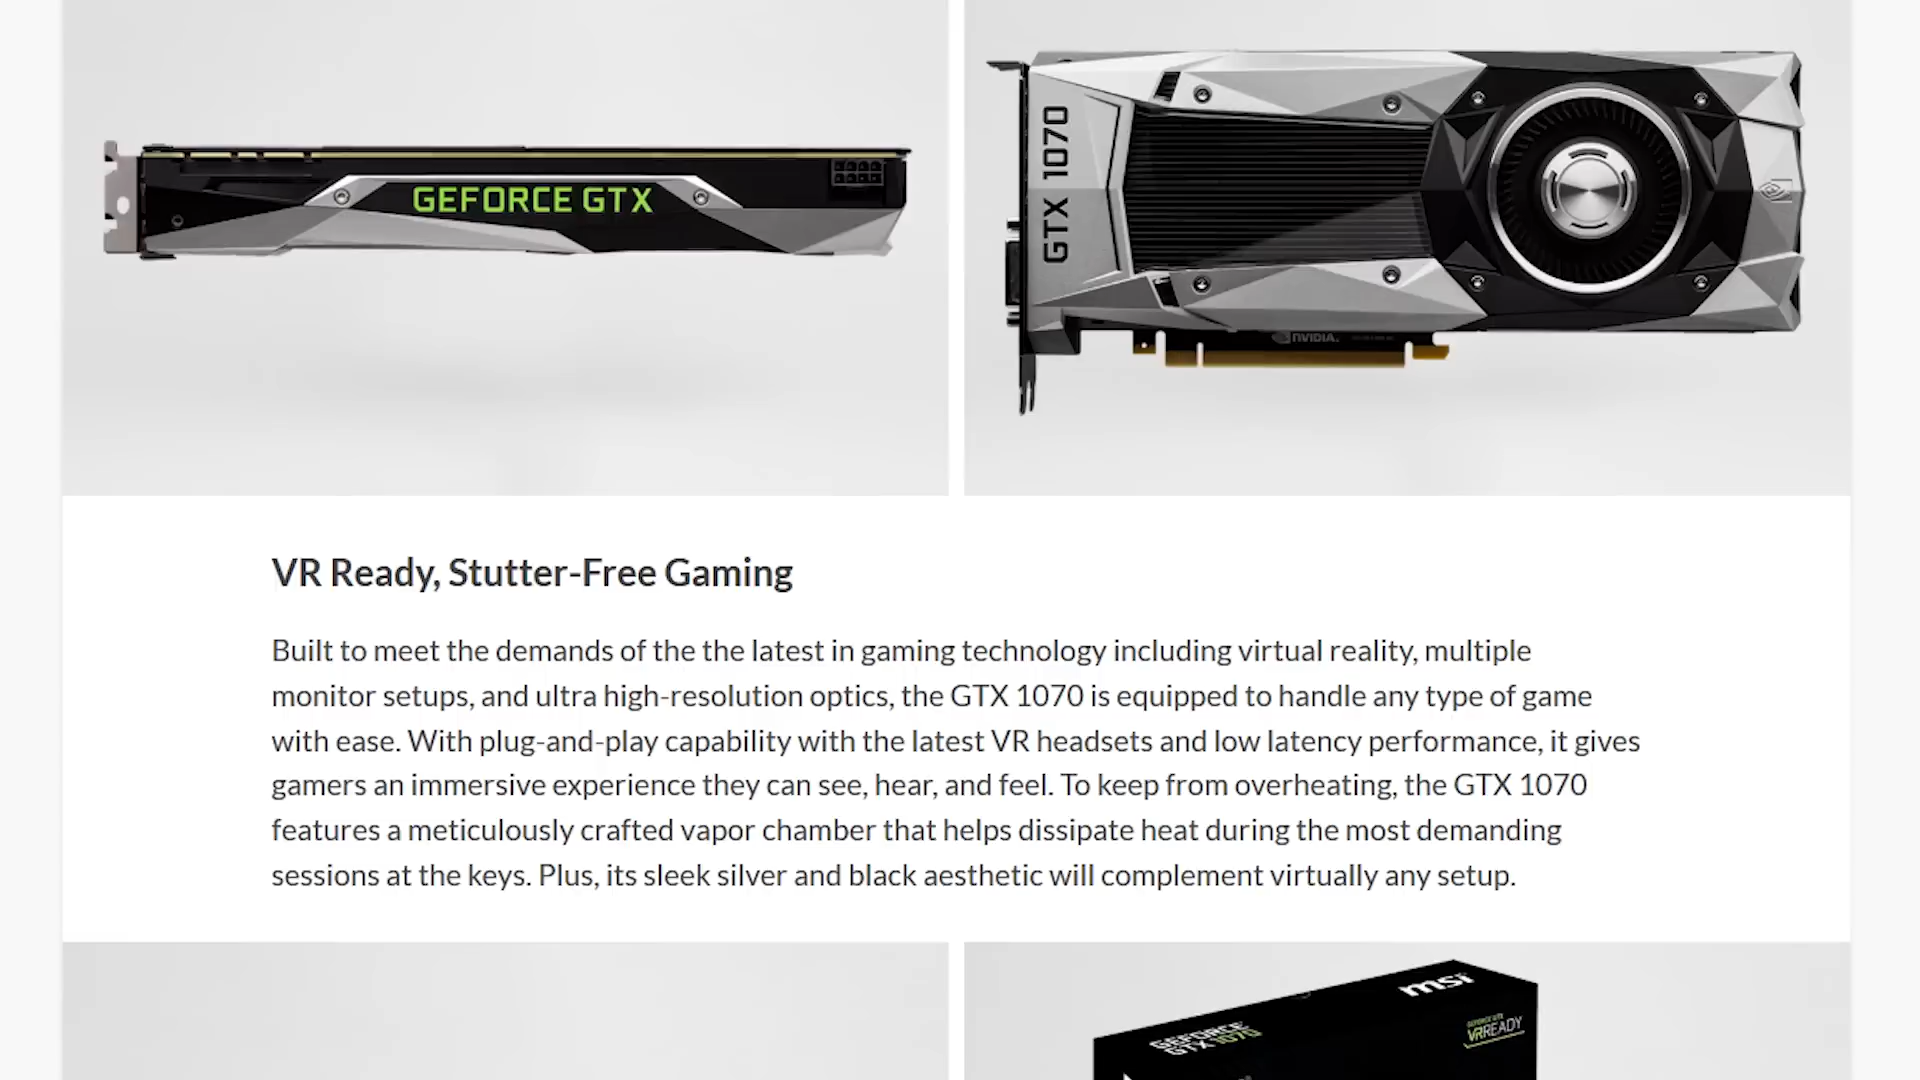 GEFORCE GTX
GTX 1070
NVIDIA.
VR Ready, Stutter-Free Gaming
Built to meet the demands of the the latest in gaming technology including virtual reality, multiple
monitor setups, and ultra high-resolution optics, the GTX 1070 is equipped to handle any type of game
with ease. With plug-and-play capability with the latest VR headsets and low latency performance, it gives
gamers an immersive experience they can see, hear, and feel. To keep from overheating, the GTX 1070
features a meticulously crafted vapor chamber that helps dissipate heat during the most demanding
sessions at the keys. Plus, its sleek silver and black aesthetic will complement virtually any setup.
msi
GEFORCE
GTX 1070
GEFORCE GTX
VR READY